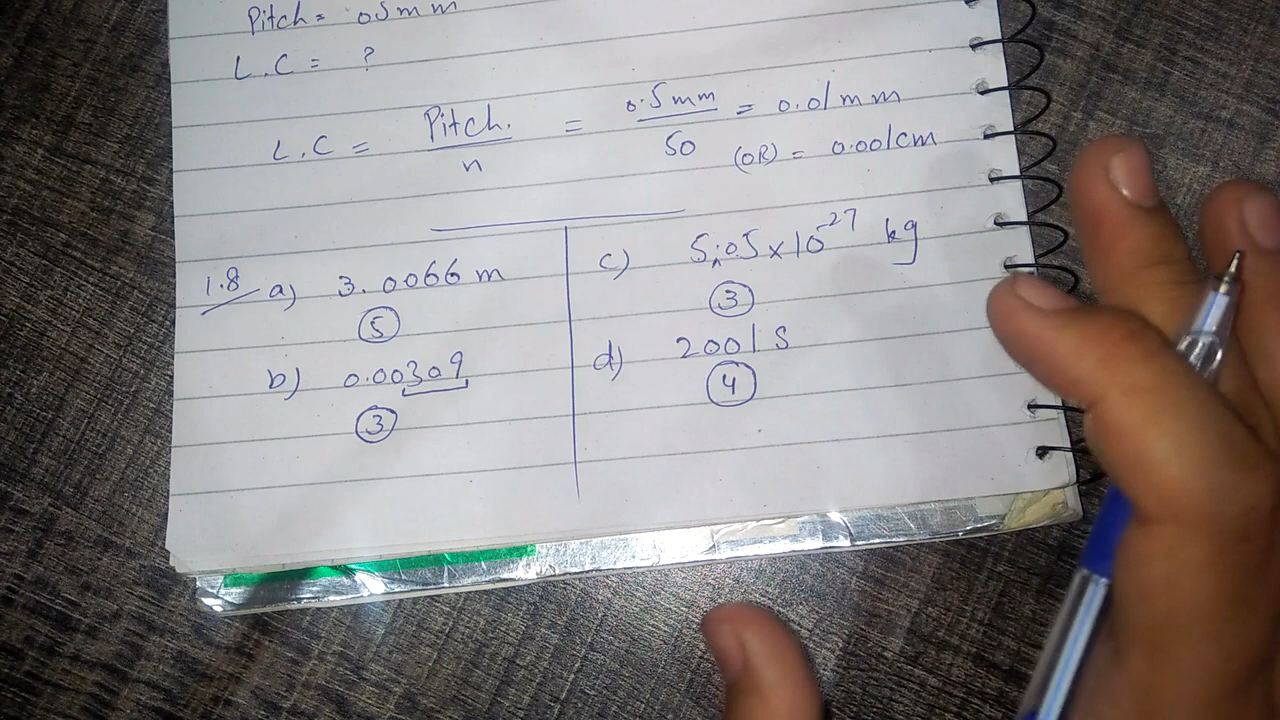 Pitch = 0.5mm
L.C = ?
L.C = Pitch. / n = 0.5mm / 50 = 0.01mm
(OR) = 0.001cm
1.8 a) 3.0066 m
5
b) 0.00309
3
c) 5.05×10⁻²⁷ kg
3
d) 2001 S
4